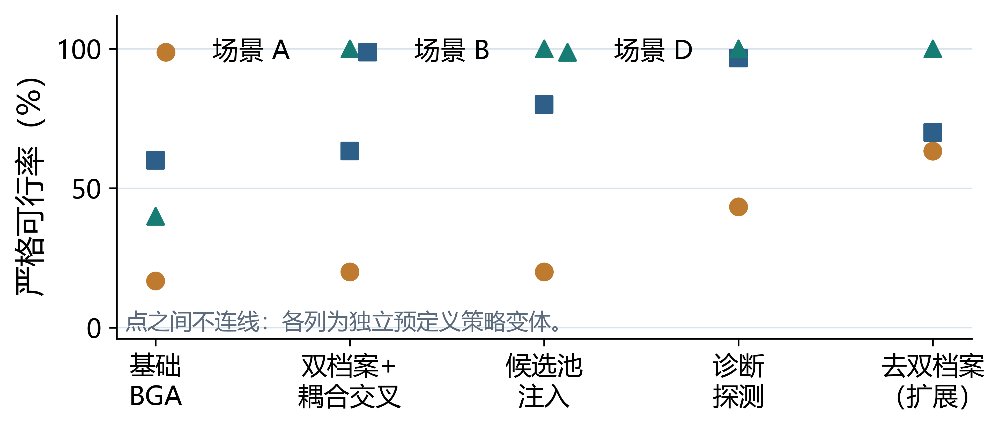 严格可行率（%）
100
50
0
场景 A
场景 B
场景 D
点之间不连线：各列为独立预定义策略变体。
基础
BGA
双档案+
耦合交叉
候选池
注入
诊断
探测
去双档案
(扩展)